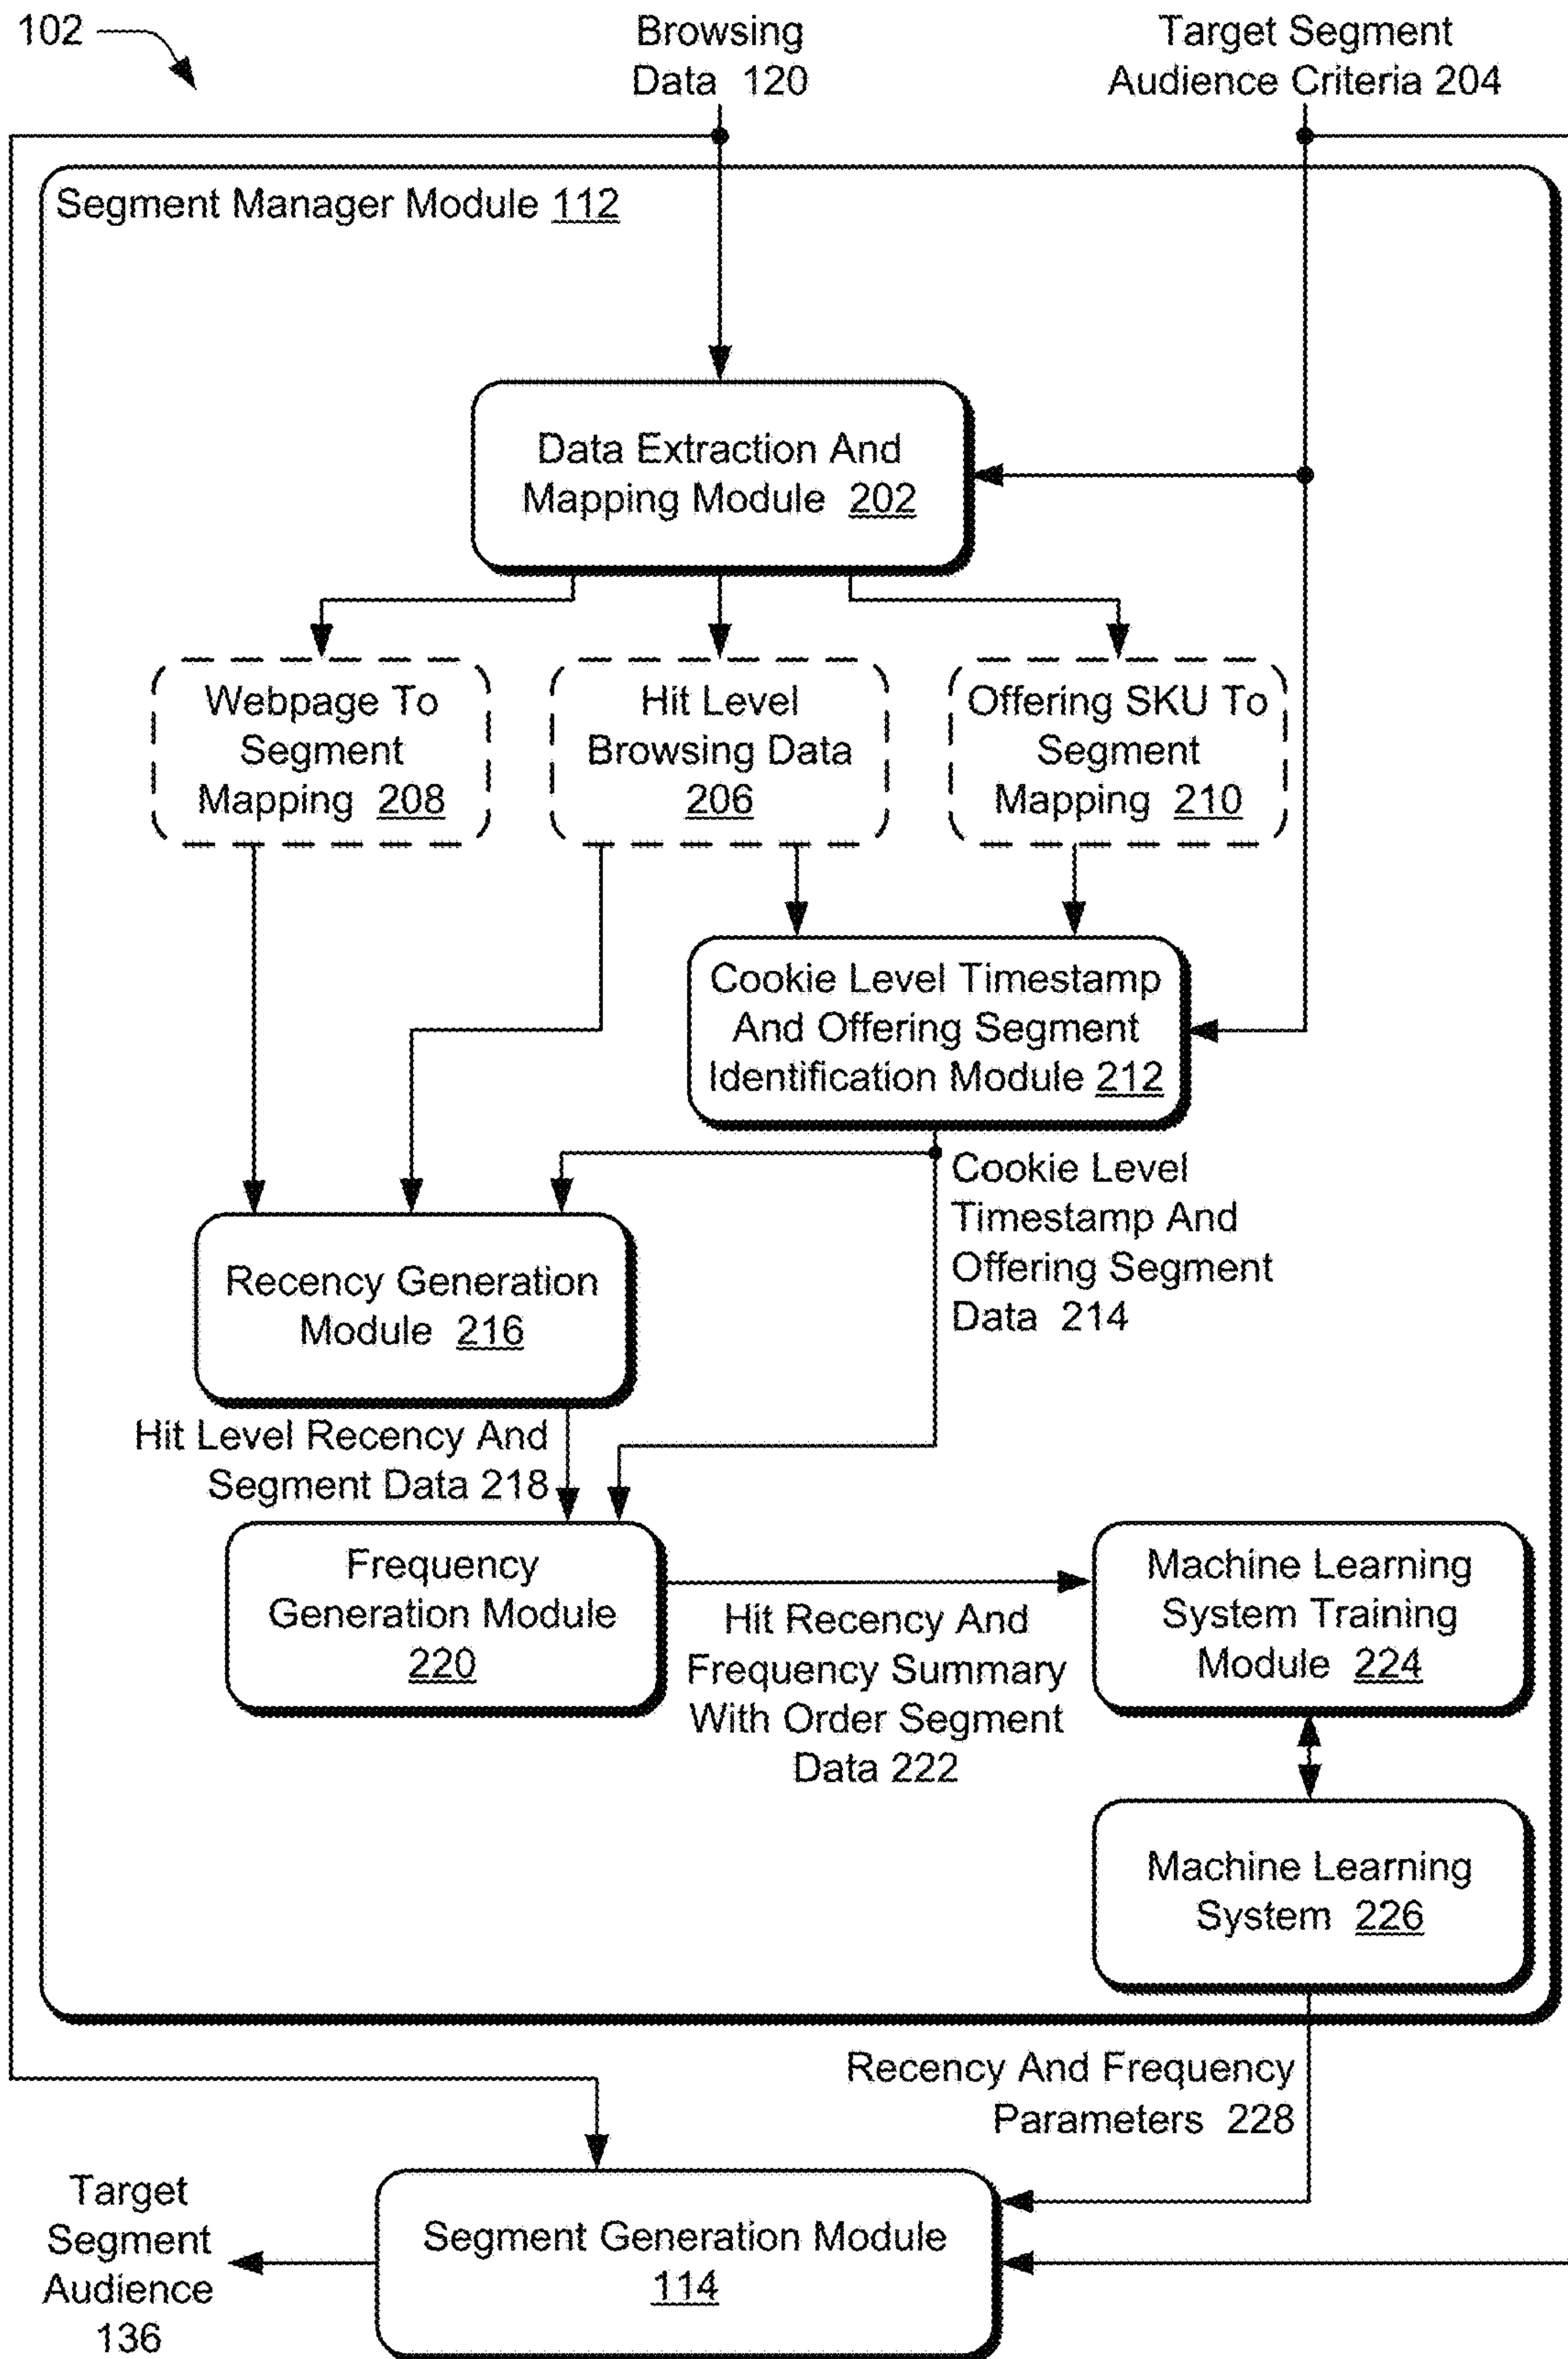 102
Browsing
Data 120
Target Segment
Audience Criteria 204
Segment Manager Module 112
Data Extraction And
Mapping Module 202
Webpage To
Segment
Mapping 208
Hit Level
Browsing Data
206
Offering SKU To
Segment
Mapping 210
Cookie Level Timestamp
And Offering Segment
Identification Module 212
Cookie Level
Timestamp And
Offering Segment
Data 214
Recency Generation
Module 216
Hit Level Recency And
Segment Data 218
Frequency
Generation Module
220
Hit Recency And
Frequency Summary
With Order Segment
Data 222
Machine Learning
System Training
Module 224
Machine Learning
System 226
Recency And Frequency
Parameters 228
Segment Generation Module
114
Target
Segment
Audience
136